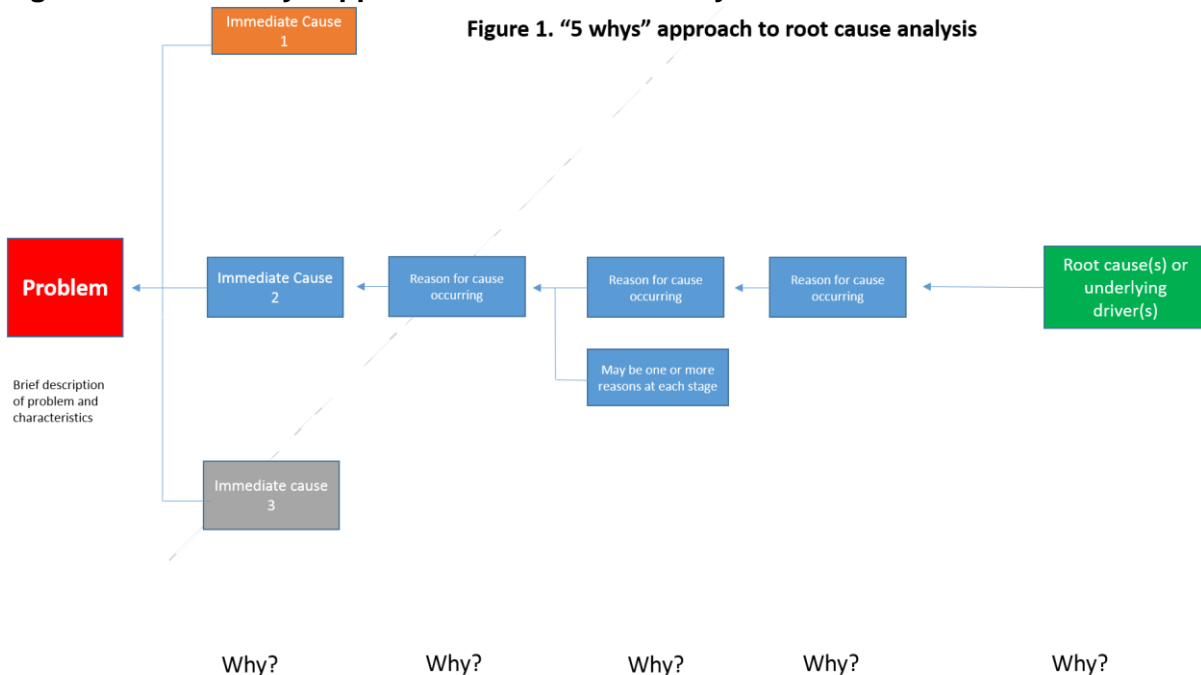 Figure 1. “5 whys” approach to root cause analysis
Immediate Cause
1
Problem
Immediate Cause
2
Reason for cause
occurring
Reason for cause
occurring
Reason for cause
occurring
Root cause(s) or
underlying
driver(s)
May be one or more
reasons at each stage
Brief description
of problem and
characteristics
Immediate cause
3
Why?
Why?
Why?
Why?
Why?